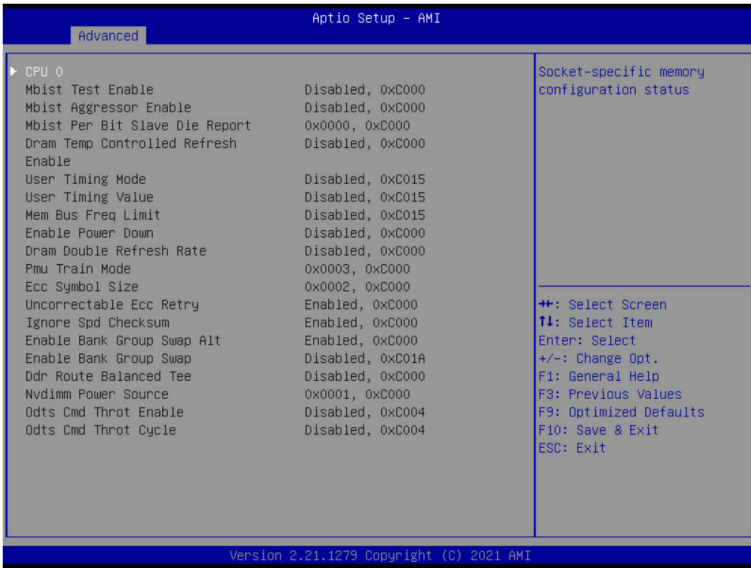 Aptio Setup – AMI
Advanced
CPU 0
Mbist Test Enable Disabled, 0xC000
Mbist Aggressor Enable Disabled, 0xC000
Mbist Per Bit Slave Die Report 0x0000, 0xC000
Dram Temp Controlled Refresh Disabled, 0xC000
Enable
User Timing Mode Disabled, 0xC015
User Timing Value Disabled, 0xC015
Mem Bus Freq Limit Disabled, 0xC015
Enable Power Down Disabled, 0xC000
Dram Double Refresh Rate Disabled, 0xC000
Pmu Train Mode 0x0003, 0xC000
Ecc Symbol Size 0x0002, 0xC000
Uncorrectable Ecc Retry Enabled, 0xC000
Ignore Spd Checksum Enabled, 0xC000
Enable Bank Group Swap Alt Enabled, 0xC000
Enable Bank Group Swap Disabled, 0xC01A
Ddr Route Balanced Tee Disabled, 0xC000
Nvdimm Power Source 0x0001, 0xC000
Odts Cmd Throt Enable Disabled, 0xC004
Odts Cmd Throt Cycle Disabled, 0xC004
Socket-specific memory
configuration status
→←: Select Screen
↑↓: Select Item
Enter: Select
+/-: Change Opt.
F1: General Help
F3: Previous Values
F9: Optimized Defaults
F10: Save & Exit
ESC: Exit
Version 2.21.1279 Copyright (C) 2021 AMI